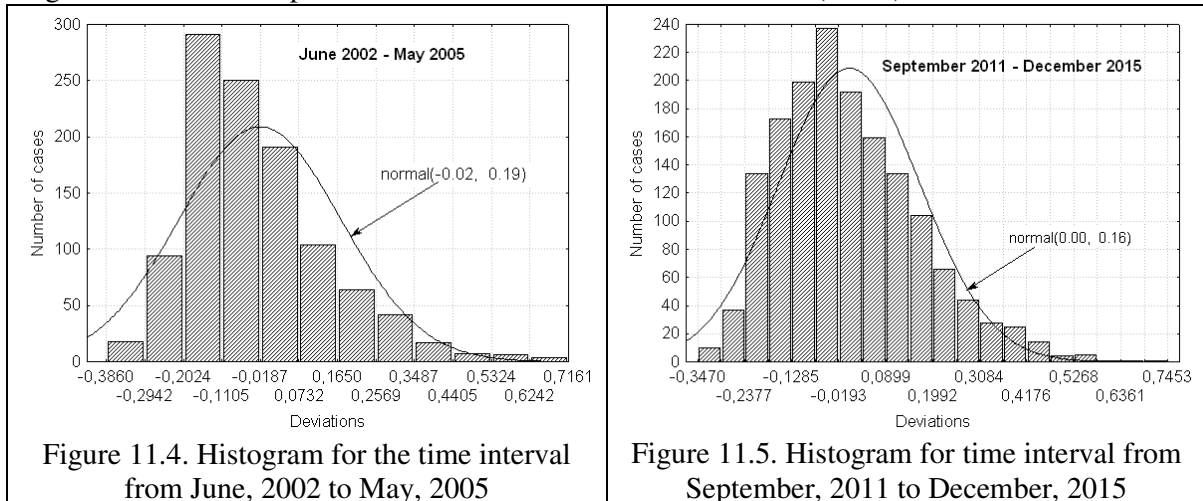 300
250
200
150
100
50
0
Number of cases
June 2002 - May 2005
normal(-0.02, 0.19)
-0,3860 -0,2024 -0,0187 0,1650 0,3487 0,5324 0,7161
-0,2942 -0,1105 0,0732 0,2569 0,4405 0,6242
Deviations
Figure 11.4. Histogram for the time interval
from June, 2002 to May, 2005
240
220
200
180
160
140
120
100
80
60
40
20
0
Number of cases
September 2011 - December 2015
normal(0.00, 0.16)
-0,3470 -0,1285 0,0899 0,3084 0,5268 0,7453
-0,2377 -0,0193 0,1992 0,4176 0,6361
Deviations
Figure 11.5. Histogram for time interval from
September, 2011 to December, 2015